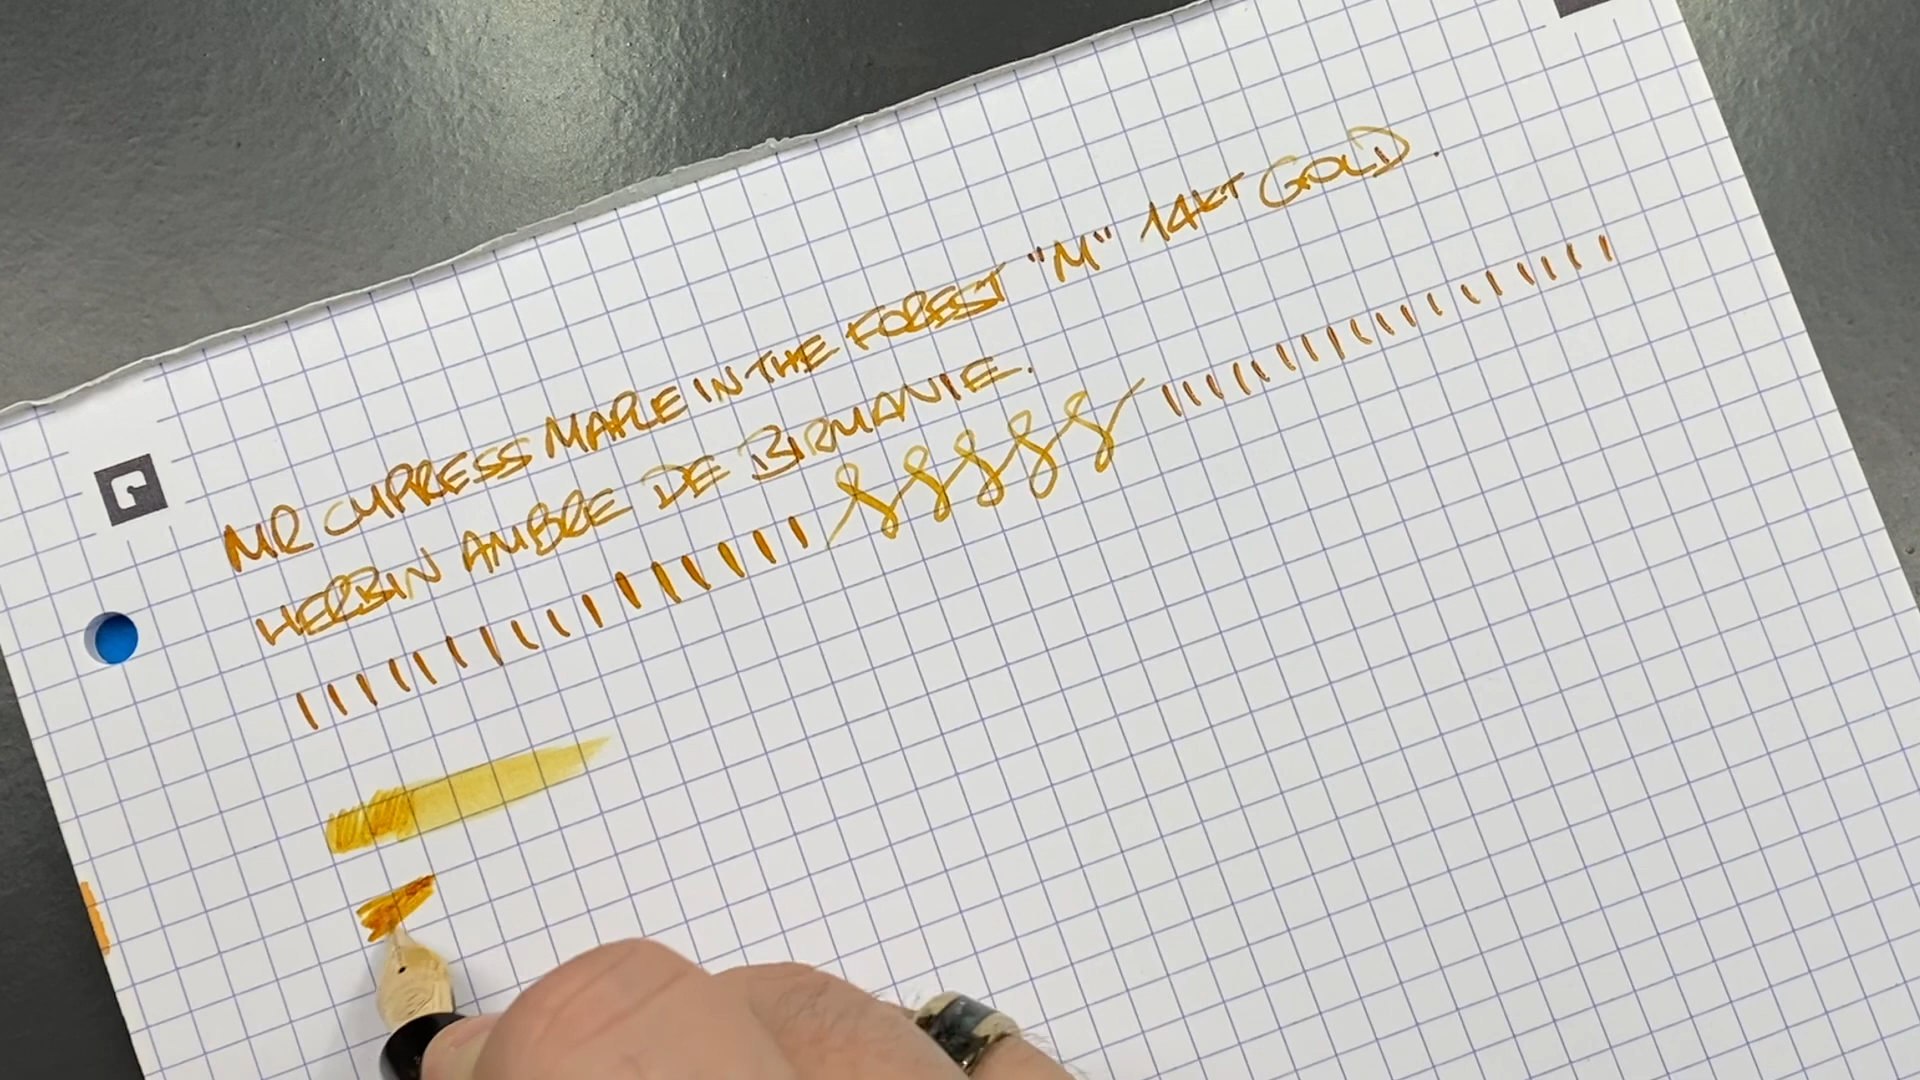 MR CYPRESS MAPLE IN THE FOREST "M" 14KT GOLD.
HERBIN AMBRE DE BIRMANIE.